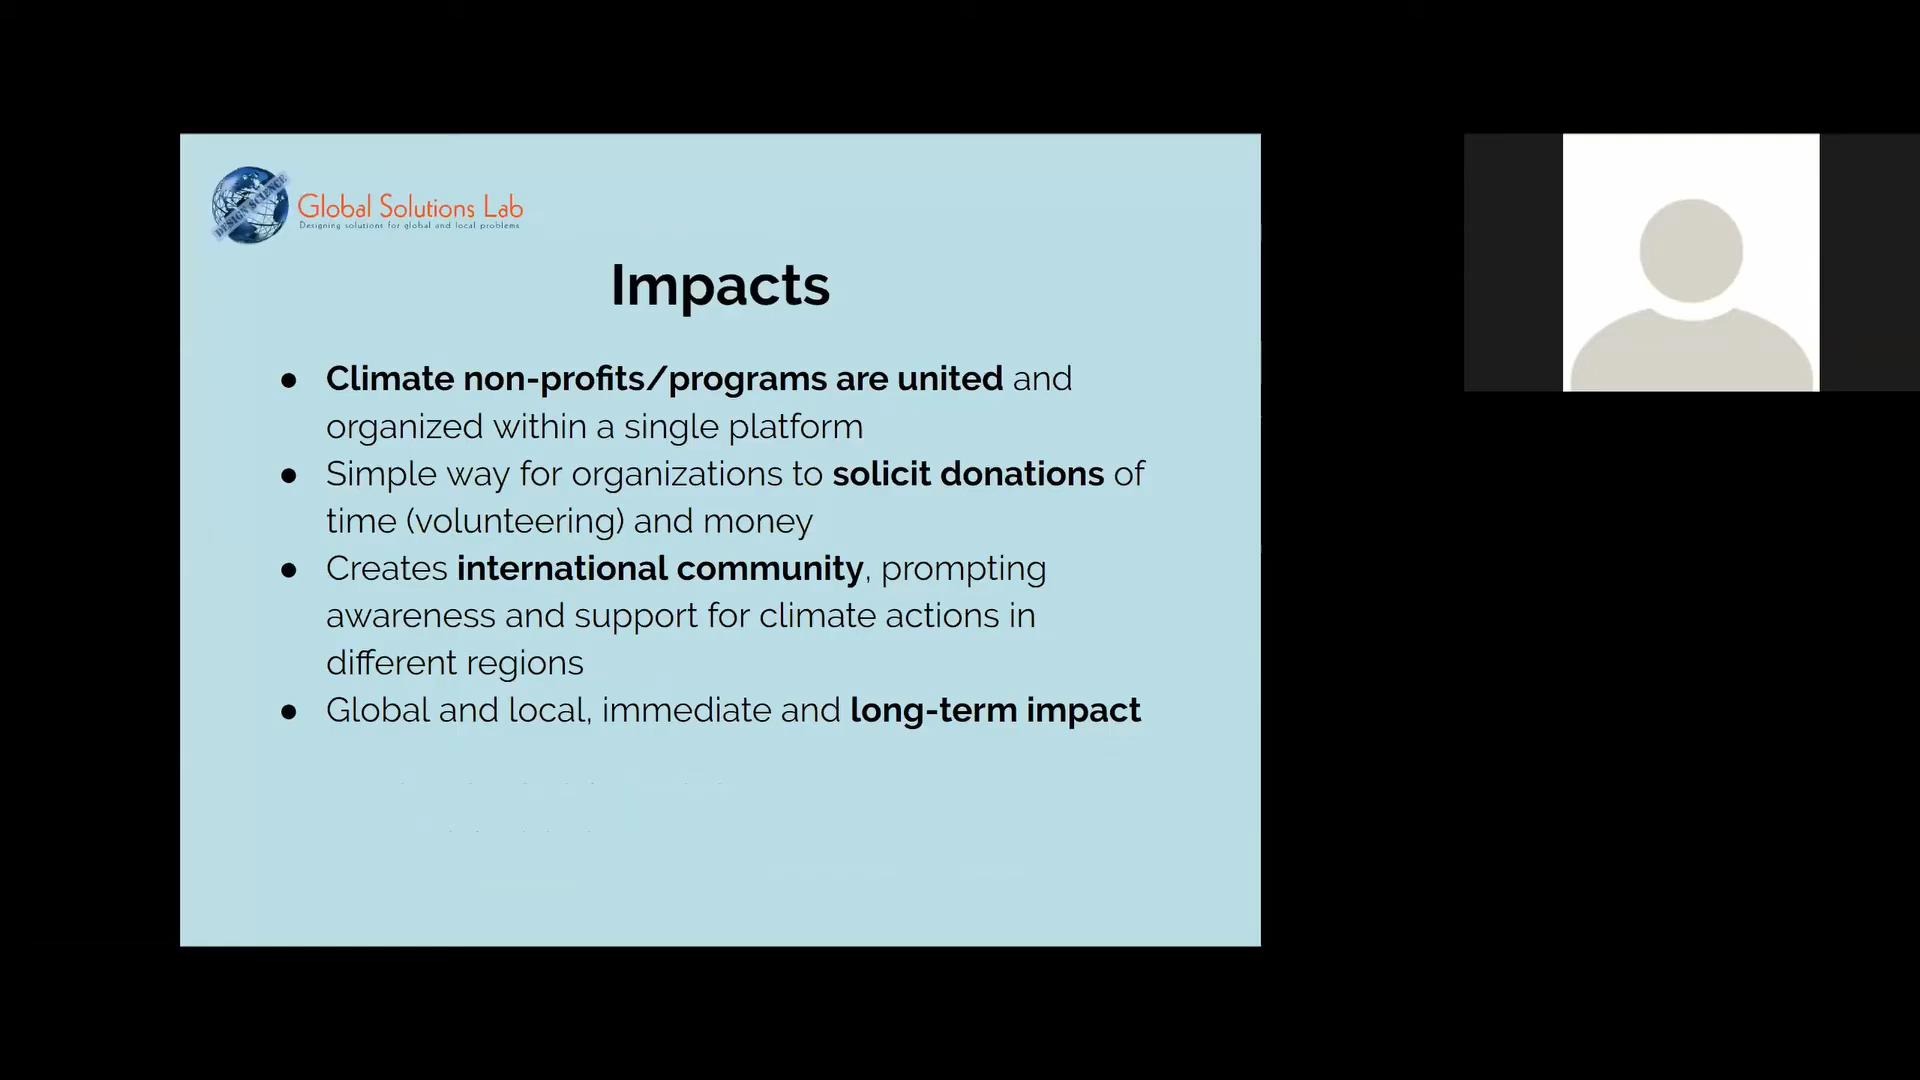 DESIGN SCIENCE
Global Solutions Lab
Designing solutions for global and local problems
Impacts
● Climate non-profits/programs are united and
organized within a single platform
● Simple way for organizations to solicit donations of
time (volunteering) and money
● Creates international community, prompting
awareness and support for climate actions in
different regions
● Global and local, immediate and long-term impact